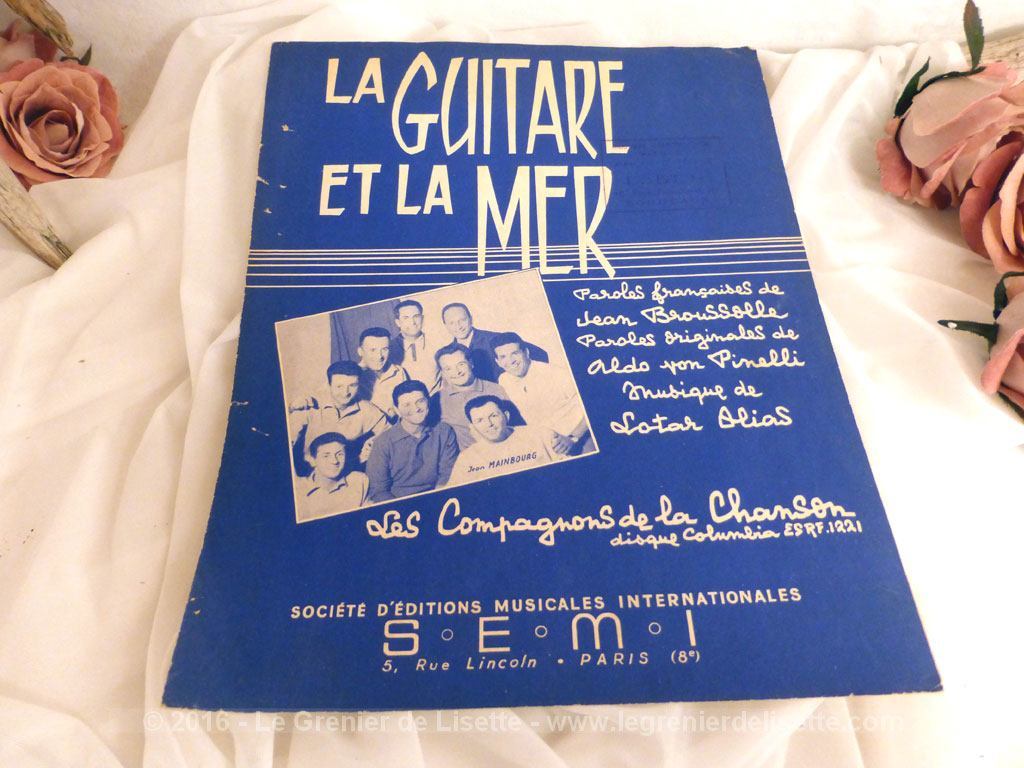 LA GUITARE
ET LA MER
Paroles françaises de
Jean Broussolle
Paroles originales de
Aldo von Pinelli
Musique de
Lotar Olias
Jean MAINBOURG
Les Compagnons de la Chanson
disque Columbia ESRF.1221
SOCIÉTÉ D'ÉDITIONS MUSICALES INTERNATIONALES
S.E.M.I
5, Rue Lincoln • PARIS (8e)
© 2016 - Le Grenier de Lisette - www.legrenierdelisette.com